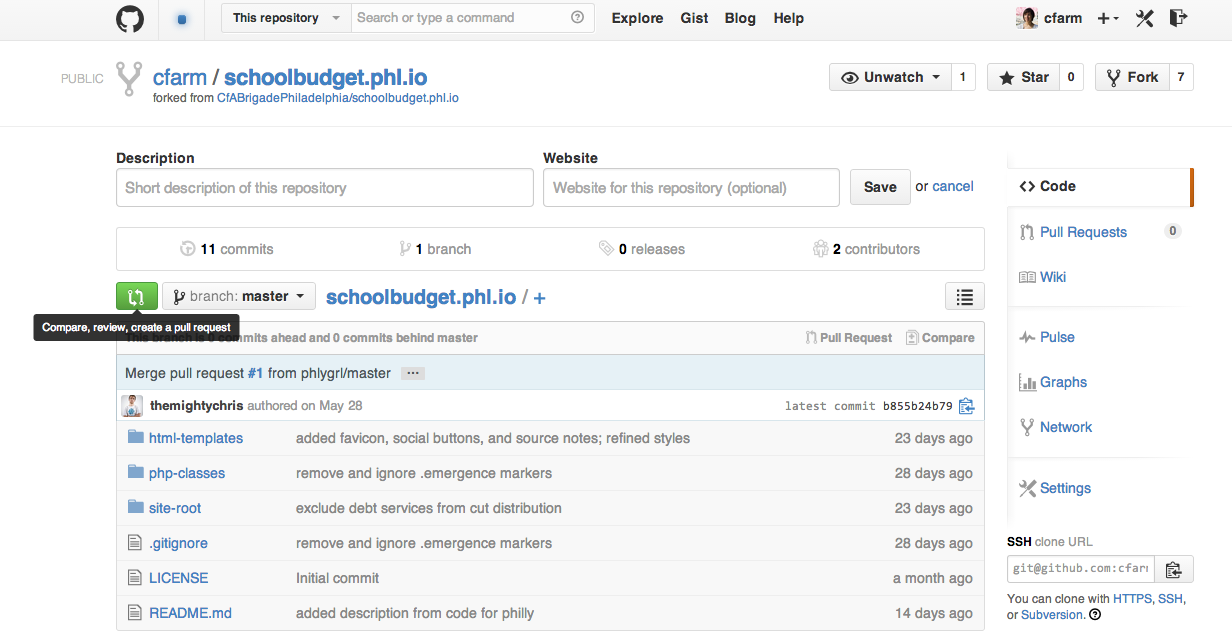 This repository
Search or type a command
Explore Gist Blog Help
cfarm
PUBLIC
cfarm / schoolbudget.phl.io
forked from CfABrigadePhiladelphia/schoolbudget.phl.io
Unwatch 1
Star 0
Fork 7
Description
Short description of this repository
Website
Website for this repository (optional)
Save or cancel
11 commits
1 branch
0 releases
2 contributors
branch: master
schoolbudget.phl.io / +
Compare, review, create a pull request
This branch is 0 commits ahead and 0 commits behind master
Pull Request
Compare
Merge pull request #1 from phlygrl/master ...
themightychris authored on May 28
latest commit b855b24b79
html-templates added favicon, social buttons, and source notes; refined styles 23 days ago
php-classes remove and ignore .emergence markers 28 days ago
site-root exclude debt services from cut distribution 23 days ago
.gitignore remove and ignore .emergence markers 28 days ago
LICENSE Initial commit a month ago
README.md added description from code for philly 14 days ago
<> Code
Pull Requests 0
Wiki
Pulse
Graphs
Network
Settings
SSH clone URL
git@github.com:cfarm
You can clone with HTTPS, SSH,
or Subversion. ?